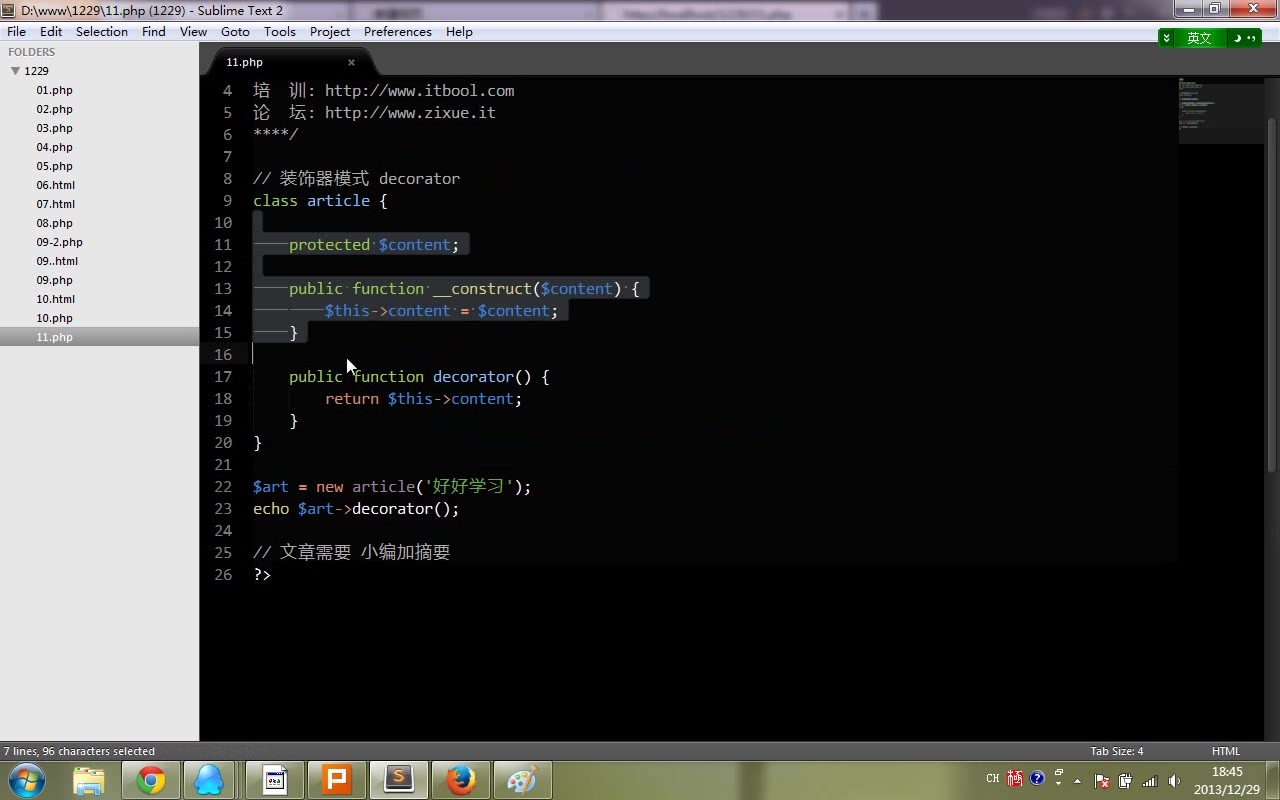 D:\www\1229\11.php (1229) - Sublime Text 2
File Edit Selection Find View Goto Tools Project Preferences Help
英文
FOLDERS
1229
01.php
02.php
03.php
04.php
05.php
06.html
07.html
08.php
09-2.php
09..html
09.php
10.html
10.php
11.php
11.php ×
4 培 训: http://www.itbool.com
5 论 坛: http://www.zixue.it
6 ****/
7
8 // 装饰器模式 decorator
9 class article {
10
11 protected $content;
12
13 public function __construct($content) {
14 $this->content = $content;
15 }
16
17 public function decorator() {
18 return $this->content;
19 }
20 }
21
22 $art = new article('好好学习');
23 echo $art->decorator();
24
25 // 文章需要 小编加摘要
26 ?>
7 lines, 96 characters selected
Tab Size: 4
HTML
CH
18:45
2013/12/29